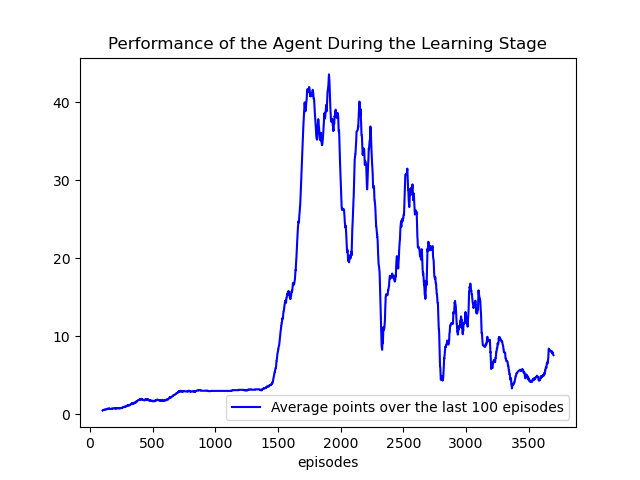 Performance of the Agent During the Learning Stage
40
30
20
10
0
Average points over the last 100 episodes
0 500 1000 1500 2000 2500 3000 3500
episodes